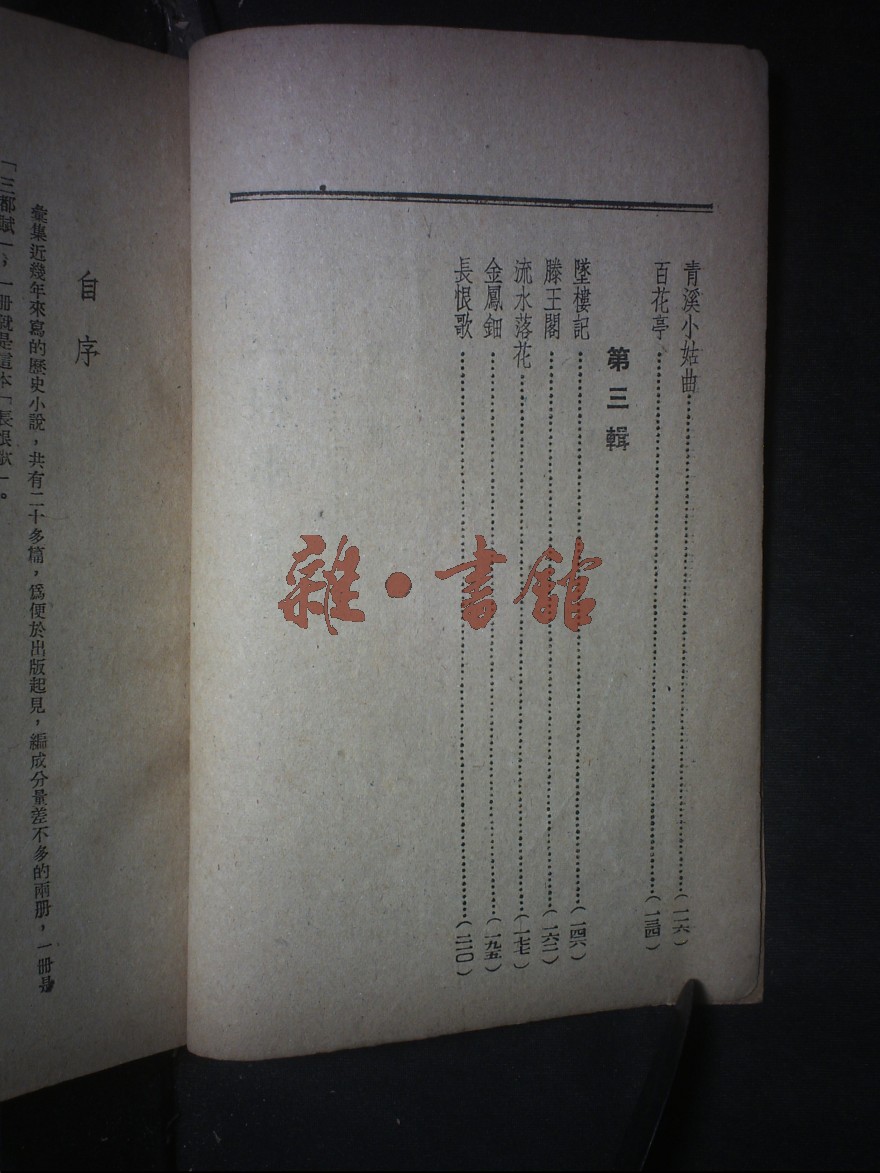 青溪小姑曲……(一一六)
百花亭……(一三四)
第三輯
墜樓記……(一四六)
滕王閣……(一六二)
流水落花……(一七七)
金鳳鈿……(一九五)
長恨歌……(二二〇)
雜·書館
自序
彙集近幾年來寫的歷史小說，共有二十多篇，爲便於出版起見，編成分量差不多的兩册，一册是
「三都賦」，一册就是這本「長恨歌」。